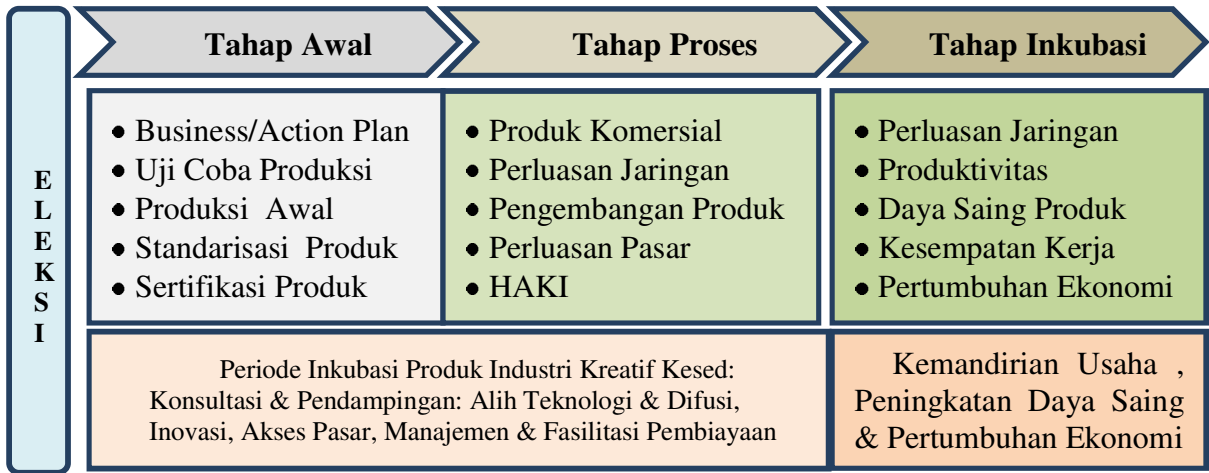 E
L
E
K
S
I
Tahap Awal
Tahap Proses
Tahap Inkubasi
• Business/Action Plan
• Uji Coba Produksi
• Produksi Awal
• Standarisasi Produk
• Sertifikasi Produk
• Produk Komersial
• Perluasan Jaringan
• Pengembangan Produk
• Perluasan Pasar
• HAKI
• Perluasan Jaringan
• Produktivitas
• Daya Saing Produk
• Kesempatan Kerja
• Pertumbuhan Ekonomi
Periode Inkubasi Produk Industri Kreatif Kesed:
Konsultasi & Pendampingan: Alih Teknologi & Difusi,
Inovasi, Akses Pasar, Manajemen & Fasilitasi Pembiayaan
Kemandirian Usaha ,
Peningkatan Daya Saing
& Pertumbuhan Ekonomi